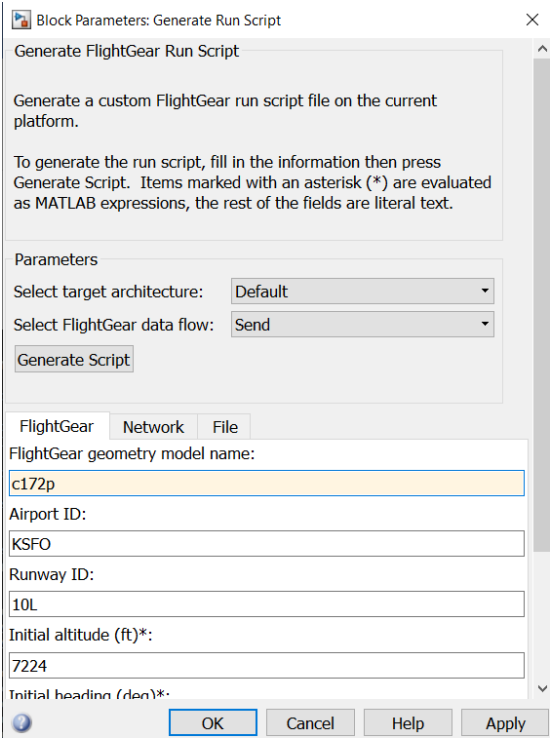 Block Parameters: Generate Run Script
Generate FlightGear Run Script
Generate a custom FlightGear run script file on the current
platform.
To generate the run script, fill in the information then press
Generate Script.  Items marked with an asterisk (*) are evaluated
as MATLAB expressions, the rest of the fields are literal text.
Parameters
Select target architecture: Default
Select FlightGear data flow: Send
Generate Script
FlightGear Network File
FlightGear geometry model name:
c172p
Airport ID:
KSFO
Runway ID:
10L
Initial altitude (ft)*:
7224
Initial heading (deg)*:
OK Cancel Help Apply